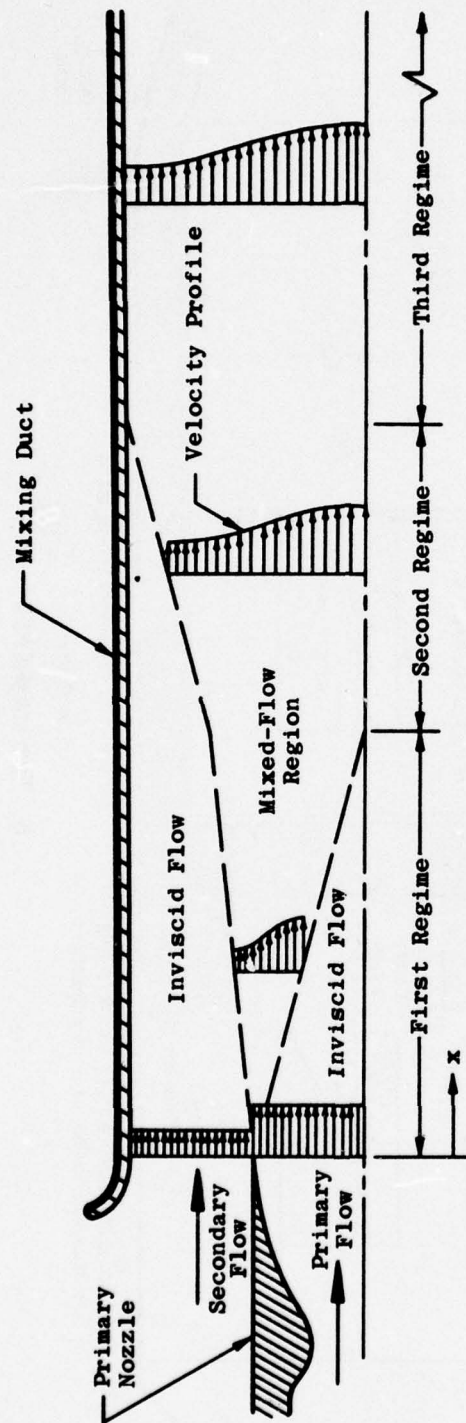 Mixing Duct
Primary
Nozzle
Secondary
Flow
Primary
Flow
Inviscid Flow
Inviscid Flow
Mixed-Flow
Region
Velocity Profile
x
First Regime
Second Regime
Third Regime